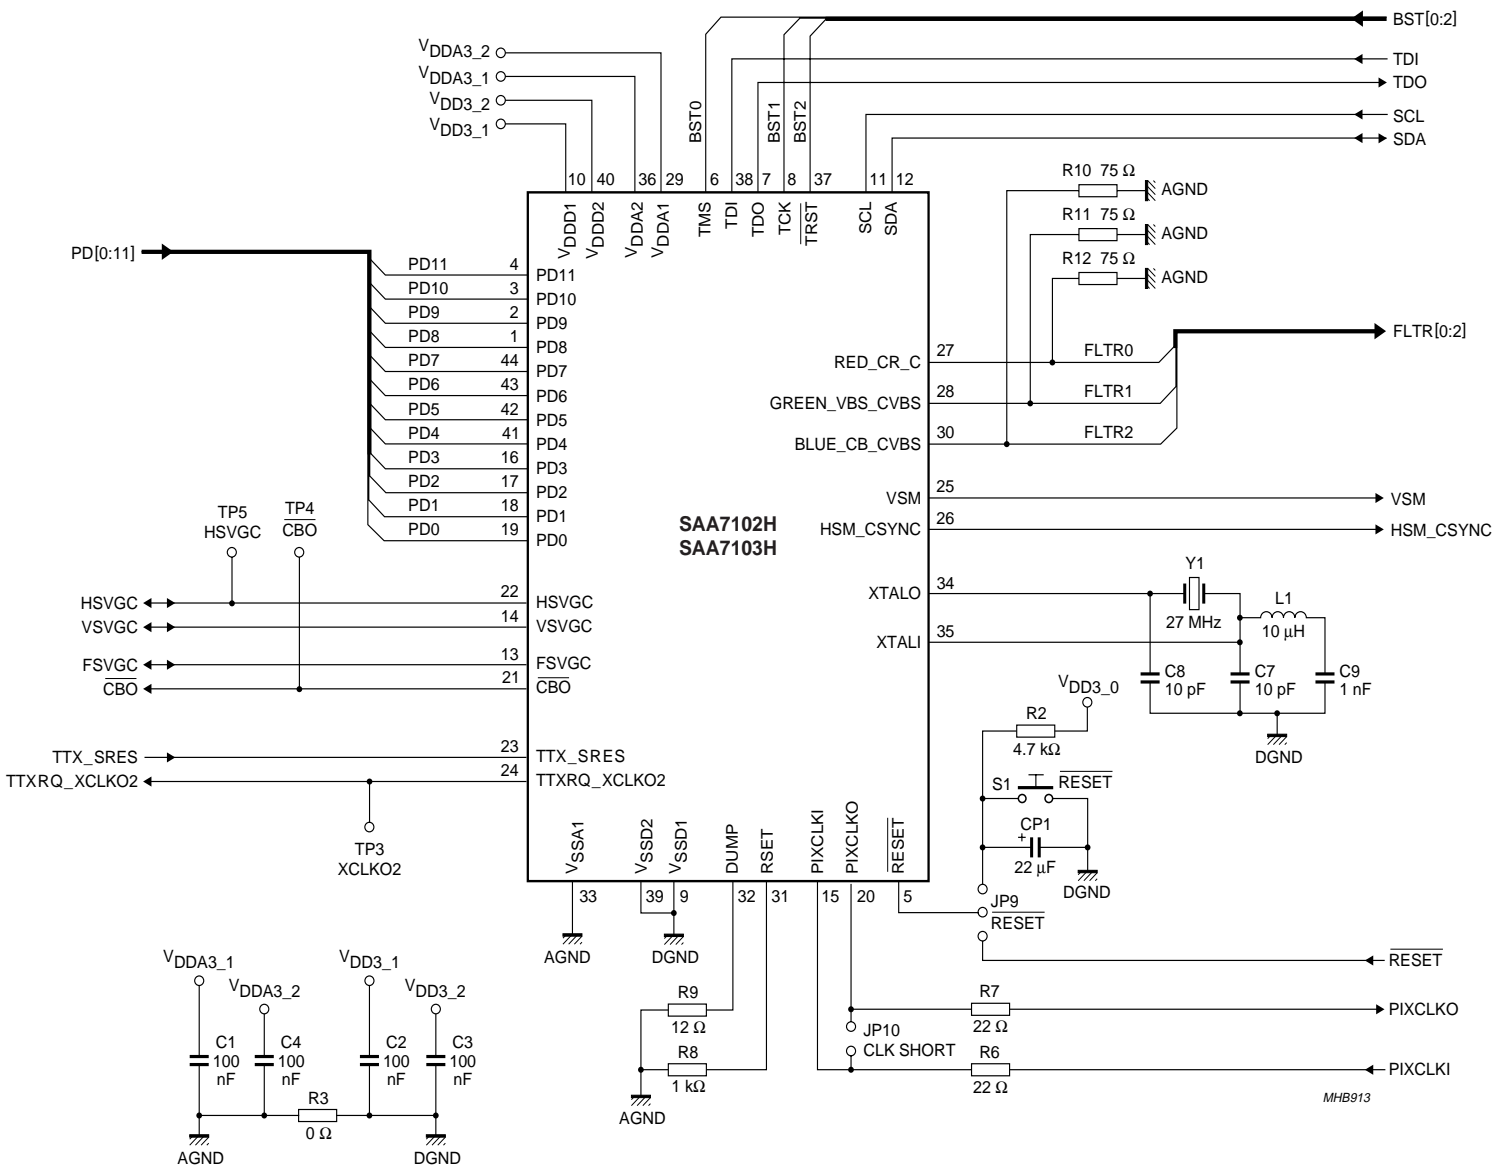 BST[0:2]
VDDA3_2
TDI
VDDA3_1
TDO
VDD3_2
BST0
BST1
BST2
SCL
VDD3_1
SDA
10 40 36 29 6 38 7 8 37 11 12
R10 75 Ω
AGND
VDDD1
VDDD2
VDDA2
VDDA1
TMS
TDI
TDO
TCK
TRST
SCL
SDA
R11 75 Ω
AGND
PD[0:11]
R12 75 Ω
AGND
PD11 4 PD11
PD10 3 PD10
PD9 2 PD9
PD8 1 PD8
PD7 44 PD7
PD6 43 PD6
PD5 42 PD5
PD4 41 PD4
PD3 16 PD3
PD2 17 PD2
PD1 18 PD1
PD0 19 PD0
FLTR[0:2]
RED_CR_C 27 FLTR0
GREEN_VBS_CVBS 28 FLTR1
BLUE_CB_CVBS 30 FLTR2
VSM 25 VSM
HSM_CSYNC 26 HSM_CSYNC
SAA7102H
SAA7103H
TP5
HSVGC
TP4
CBO
HSVGC 22 HSVGC
VSVGC 14 VSVGC
FSVGC 13 FSVGC
CBO 21 CBO
XTALO 34
XTALI 35
Y1
27 MHz
L1
10 μH
C8
10 pF
C7
10 pF
C9
1 nF
DGND
VDD3_0
R2
4.7 kΩ
TTX_SRES 23 TTX_SRES
TTXRQ_XCLKO2 24 TTXRQ_XCLKO2
TP3
XCLKO2
S1 RESET
CP1
+
22 μF
DGND
VSSA1
VSSD2
VSSD1
DUMP
RSET
PIXCLKI
PIXCLKO
RESET
33 39 9 32 31 15 20 5
JP9
RESET
AGND
DGND
RESET
VDDA3_1
VDDA3_2
VDD3_1
VDD3_2
C1
100
nF
C4
100
nF
C2
100
nF
C3
100
nF
R3
0 Ω
AGND
DGND
R9
12 Ω
R8
1 kΩ
AGND
JP10
CLK SHORT
R7
22 Ω
PIXCLKO
R6
22 Ω
PIXCLKI
MHB913